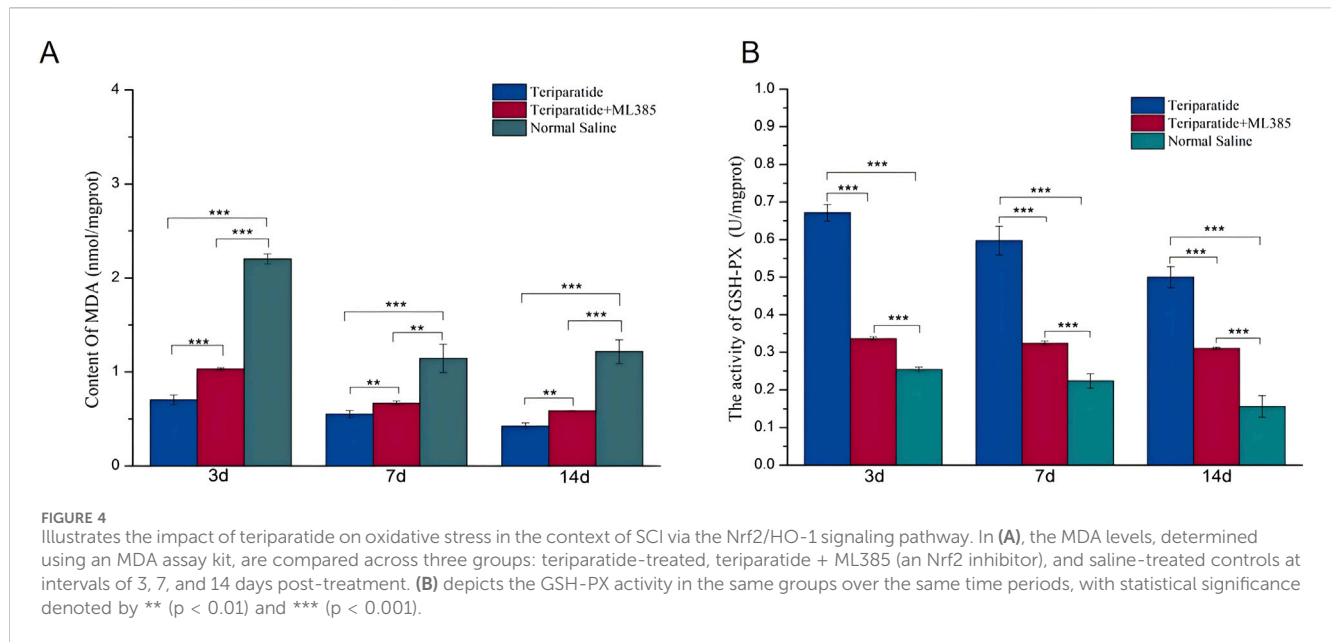 A
4
3
2
1
0
Content Of MDA (nmol/mgprot)
Teriparatide
Teriparatide+ML385
Normal Saline
***
***
***
***
**
**
***
***
**
3d
7d
14d
B
1.0
0.9
0.8
0.7
0.6
0.5
0.4
0.3
0.2
0.1
0.0
The activity of GSH-PX (U/mgprot)
Teriparatide
Teriparatide+ML385
Normal Saline
***
***
***
***
***
***
***
***
***
3d
7d
14d
FIGURE 4
Illustrates the impact of teriparatide on oxidative stress in the context of SCI via the Nrf2/HO-1 signaling pathway. In (A), the MDA levels, determined
using an MDA assay kit, are compared across three groups: teriparatide-treated, teriparatide + ML385 (an Nrf2 inhibitor), and saline-treated controls at
intervals of 3, 7, and 14 days post-treatment. (B) depicts the GSH-PX activity in the same groups over the same time periods, with statistical significance
denoted by ** (p < 0.01) and *** (p < 0.001).